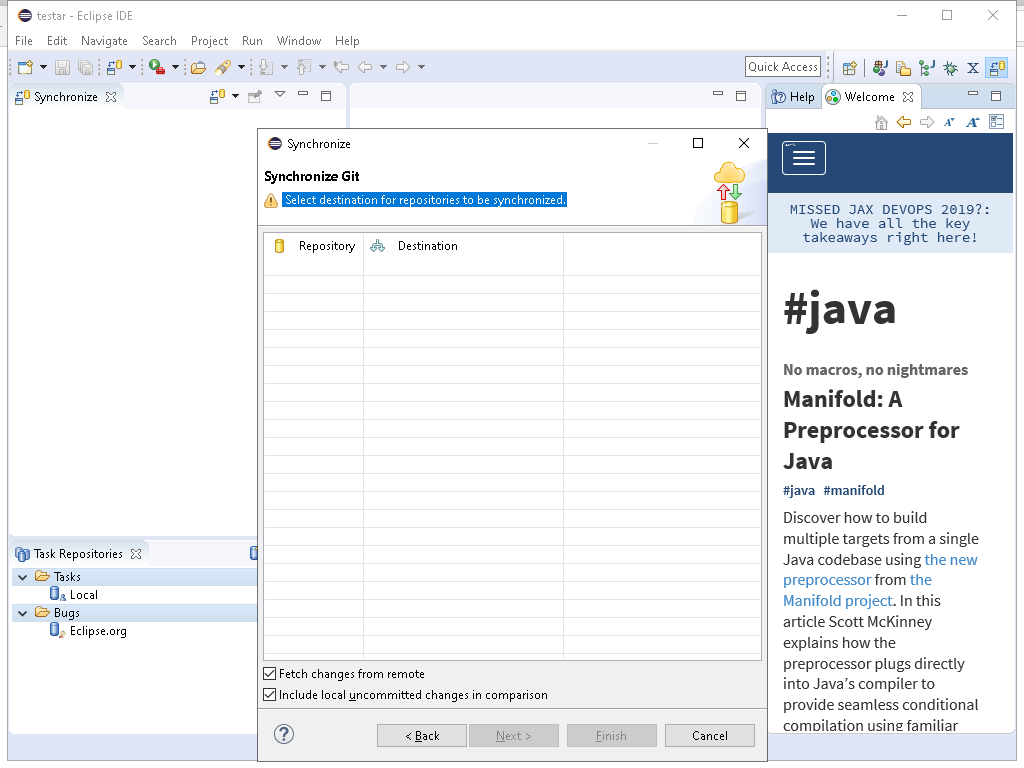 testar - Eclipse IDE
File Edit Navigate Search Project Run Window Help
Quick Access
Synchronize
Help Welcome
Synchronize
Synchronize Git
Select destination for repositories to be synchronized.
Repository Destination
Fetch changes from remote
Include local uncommitted changes in comparison
< Back Next > Finish Cancel
Task Repositories
Tasks
Local
Bugs
Eclipse.org
MISSED JAX DEVOPS 2019?:
We have all the key
takeaways right here!
#java
No macros, no nightmares
Manifold: A
Preprocessor for
Java
#java #manifold
Discover how to build
multiple targets from a single
Java codebase using the new
preprocessor from the
Manifold project. In this
article Scott McKinney
explains how the
preprocessor plugs directly
into Java's compiler to
provide seamless conditional
compilation using familiar